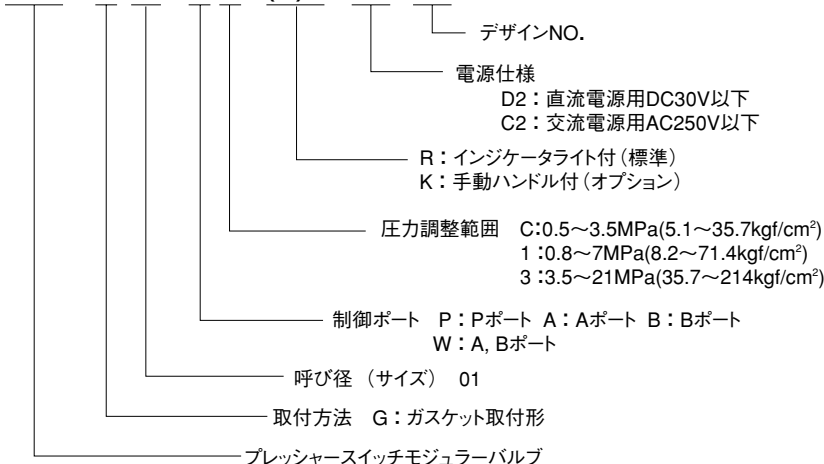 デザインNO.
電源仕様
D2：直流電源用DC30V以下
C2：交流電源用AC250V以下
R：インジケータライト付（標準）
K：手動ハンドル付（オプション）
圧力調整範囲 C:0.5～3.5MPa(5.1～35.7kgf/cm²)
1：0.8～7MPa(8.2～71.4kgf/cm²)
3：3.5～21MPa(35.7～214kgf/cm²)
制御ポート P：Pポート A：Aポート B：Bポート
W：A, Bポート
呼び径 （サイズ） 01
取付方法 G：ガスケット取付形
プレッシャースイッチモジュラーバルブ